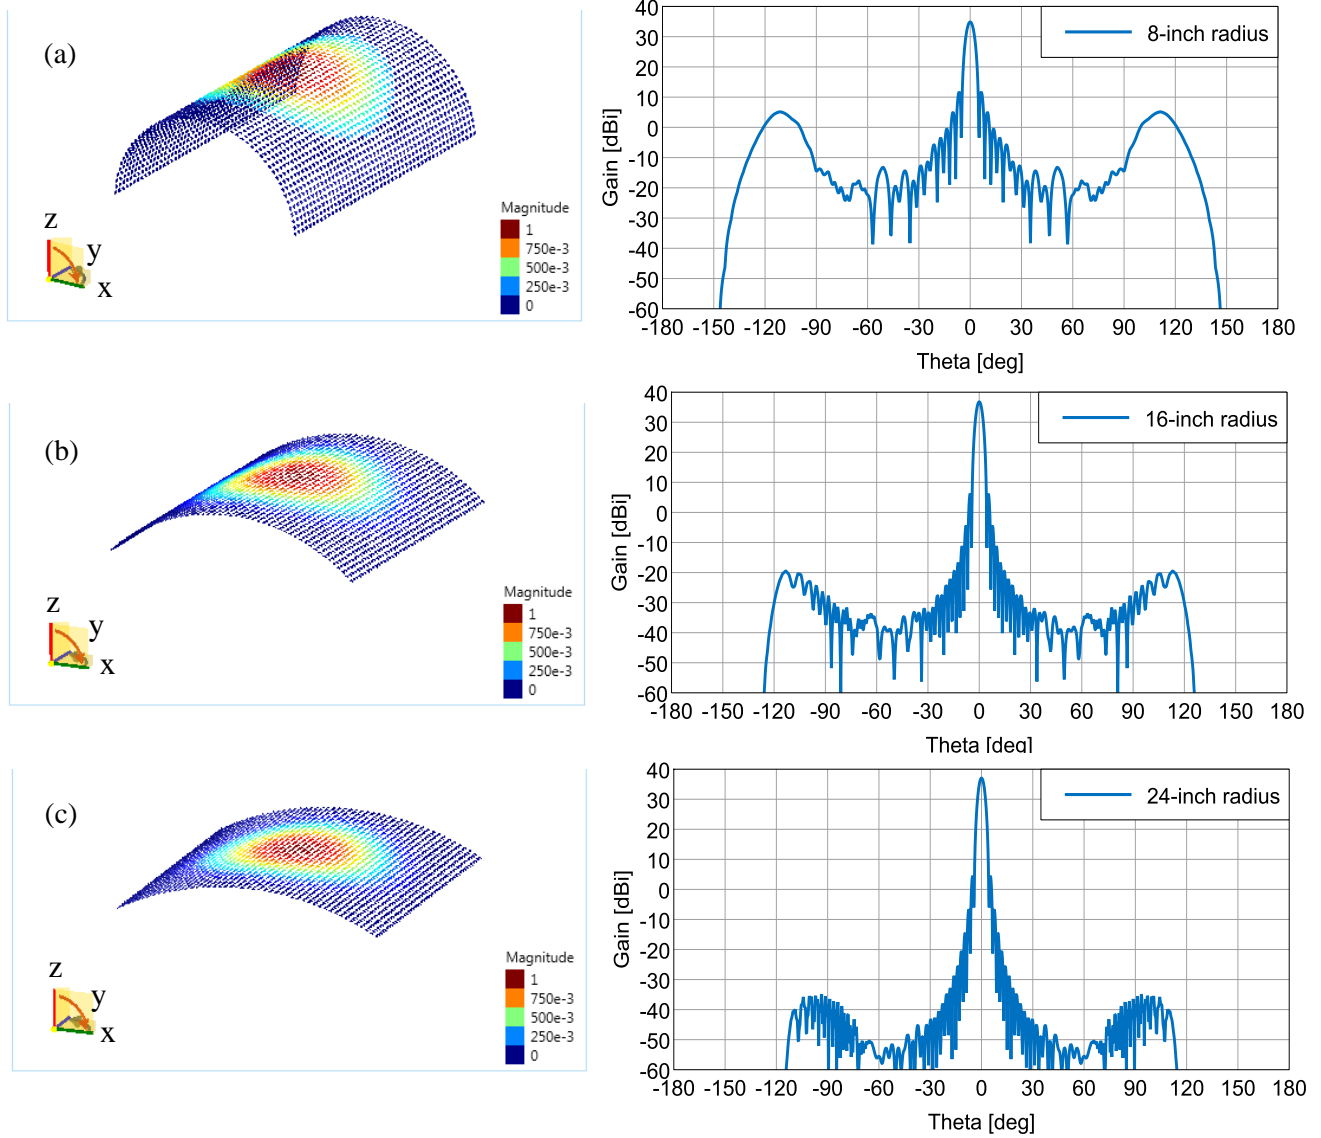 (a)
z
y
x
Magnitude
1
750e-3
500e-3
250e-3
0
8-inch radius
Gain [dBi]
40
30
20
10
0
-10
-20
-30
-40
-50
-60
-180 -150 -120 -90 -60 -30 0 30 60 90 120 150 180
Theta [deg]
(b)
z
y
x
Magnitude
1
750e-3
500e-3
250e-3
0
16-inch radius
Gain [dBi]
40
30
20
10
0
-10
-20
-30
-40
-50
-60
-180 -150 -120 -90 -60 -30 0 30 60 90 120 150 180
Theta [deg]
(c)
z
y
x
Magnitude
1
750e-3
500e-3
250e-3
0
24-inch radius
Gain [dBi]
40
30
20
10
0
-10
-20
-30
-40
-50
-60
-180 -150 -120 -90 -60 -30 0 30 60 90 120 150 180
Theta [deg]